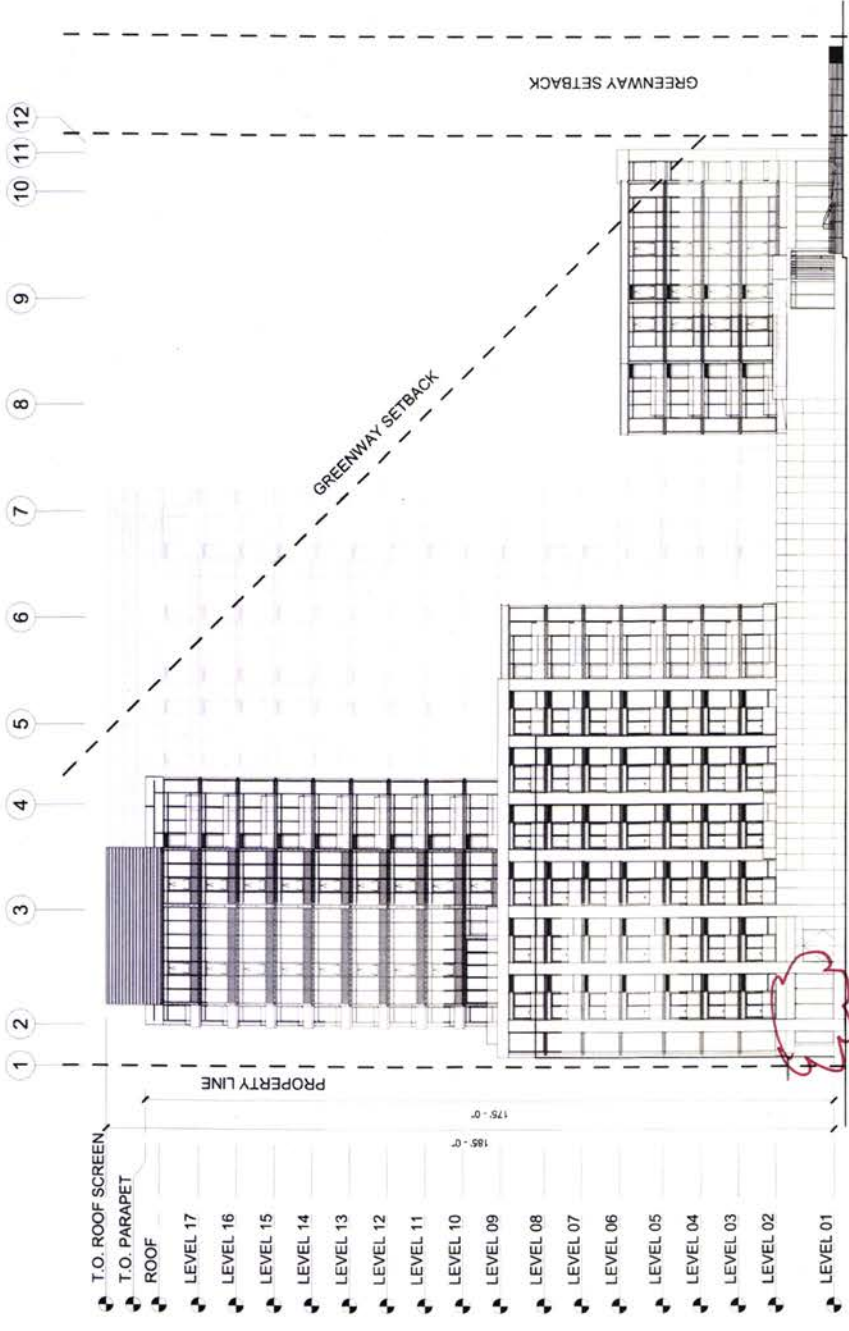 1
2
3
4
5
6
7
8
9
10
11
12
T.O. ROOF SCREEN
T.O. PARAPET
ROOF
LEVEL 17
LEVEL 16
LEVEL 15
LEVEL 14
LEVEL 13
LEVEL 12
LEVEL 11
LEVEL 10
LEVEL 09
LEVEL 08
LEVEL 07
LEVEL 06
LEVEL 05
LEVEL 04
LEVEL 03
LEVEL 02
LEVEL 01
185' - 0"
175' - 0"
PROPERTY LINE
GREENWAY SETBACK
GREENWAY SETBACK